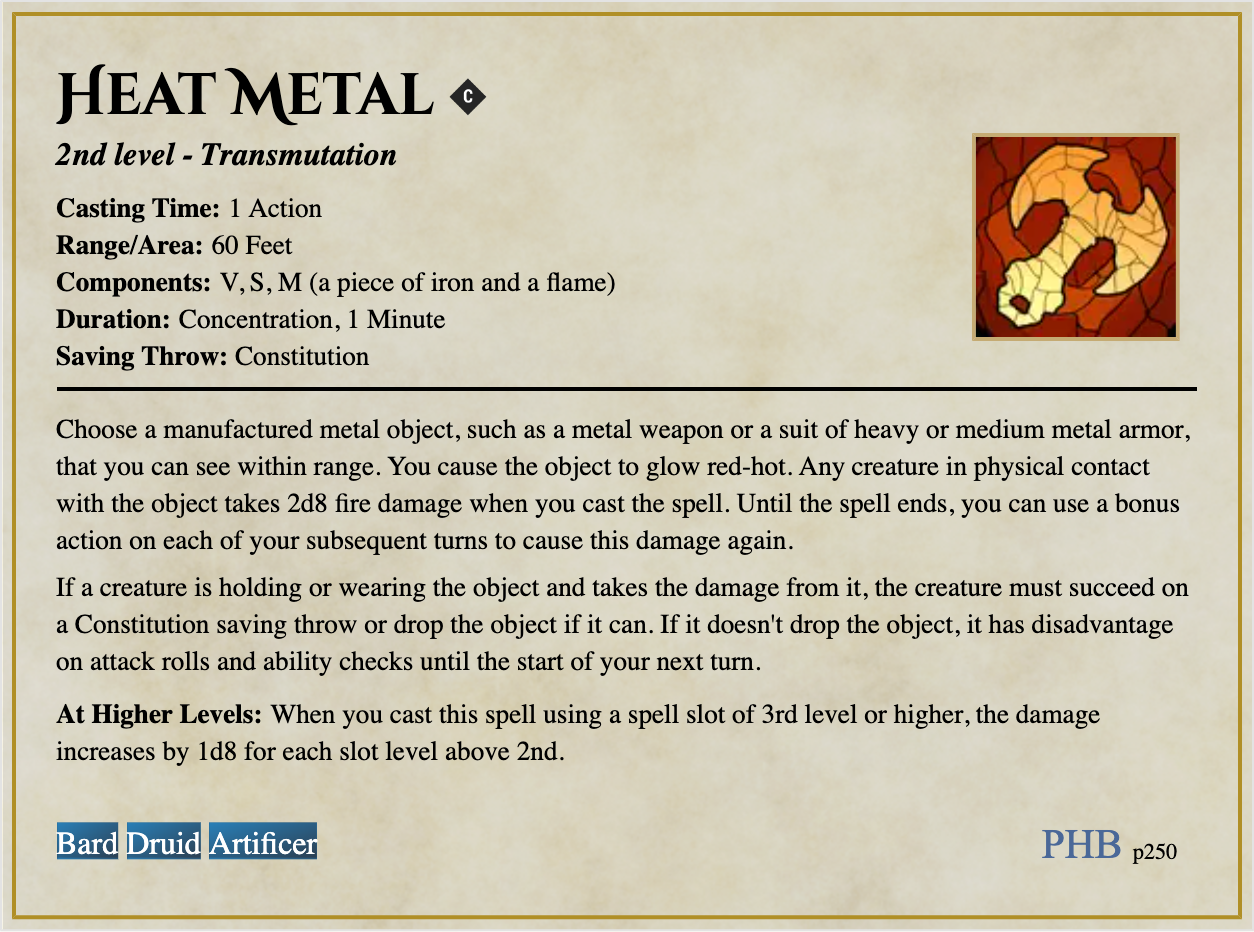 HEAT METAL C
2nd level - Transmutation
Casting Time: 1 Action
Range/Area: 60 Feet
Components: V, S, M (a piece of iron and a flame)
Duration: Concentration, 1 Minute
Saving Throw: Constitution
Choose a manufactured metal object, such as a metal weapon or a suit of heavy or medium metal armor,
that you can see within range. You cause the object to glow red-hot. Any creature in physical contact
with the object takes 2d8 fire damage when you cast the spell. Until the spell ends, you can use a bonus
action on each of your subsequent turns to cause this damage again.
If a creature is holding or wearing the object and takes the damage from it, the creature must succeed on
a Constitution saving throw or drop the object if it can. If it doesn't drop the object, it has disadvantage
on attack rolls and ability checks until the start of your next turn.
At Higher Levels: When you cast this spell using a spell slot of 3rd level or higher, the damage
increases by 1d8 for each slot level above 2nd.
Bard Druid Artificer
PHB p250